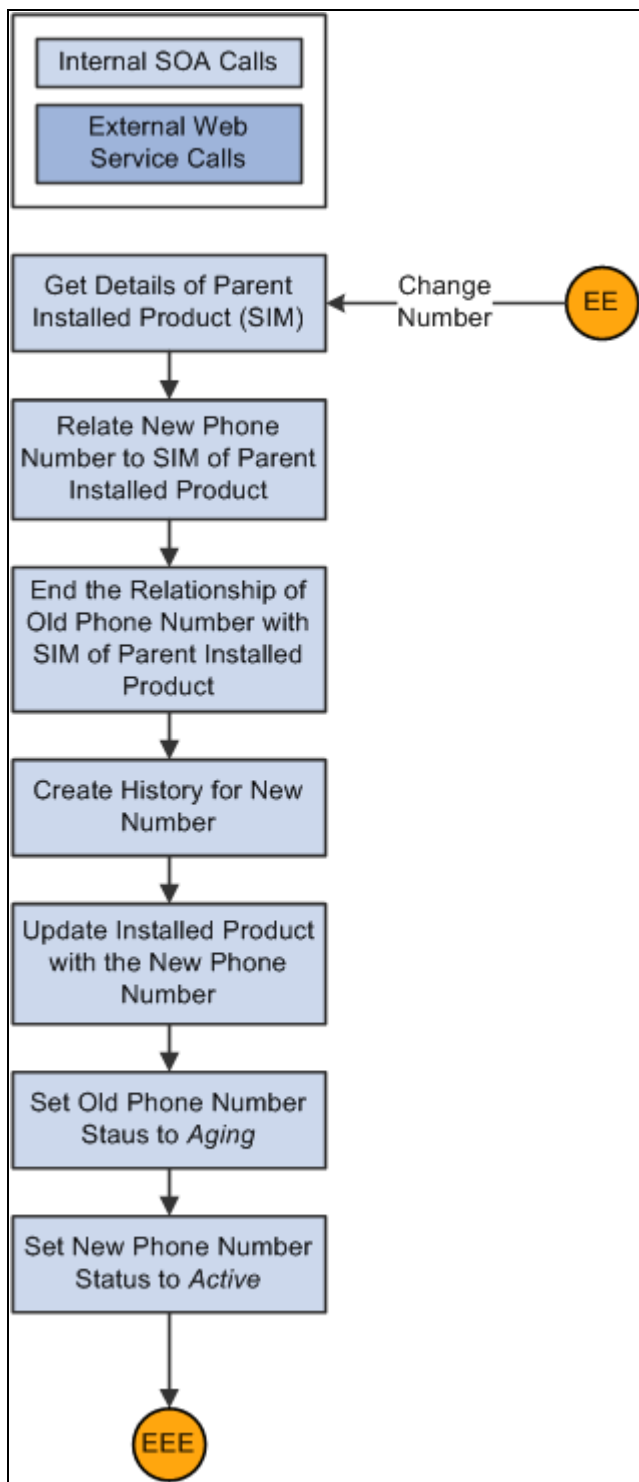 Internal SOA Calls
External Web
Service Calls
Get Details of Parent
Installed Product (SIM)
Change
Number
EE
Relate New Phone
Number to SIM of Parent
Installed Product
End the Relationship of
Old Phone Number with
SIM of Parent Installed
Product
Create History for New
Number
Update Installed Product
with the New Phone
Number
Set Old Phone Number
Staus to Aging
Set New Phone Number
Status to Active
EEE